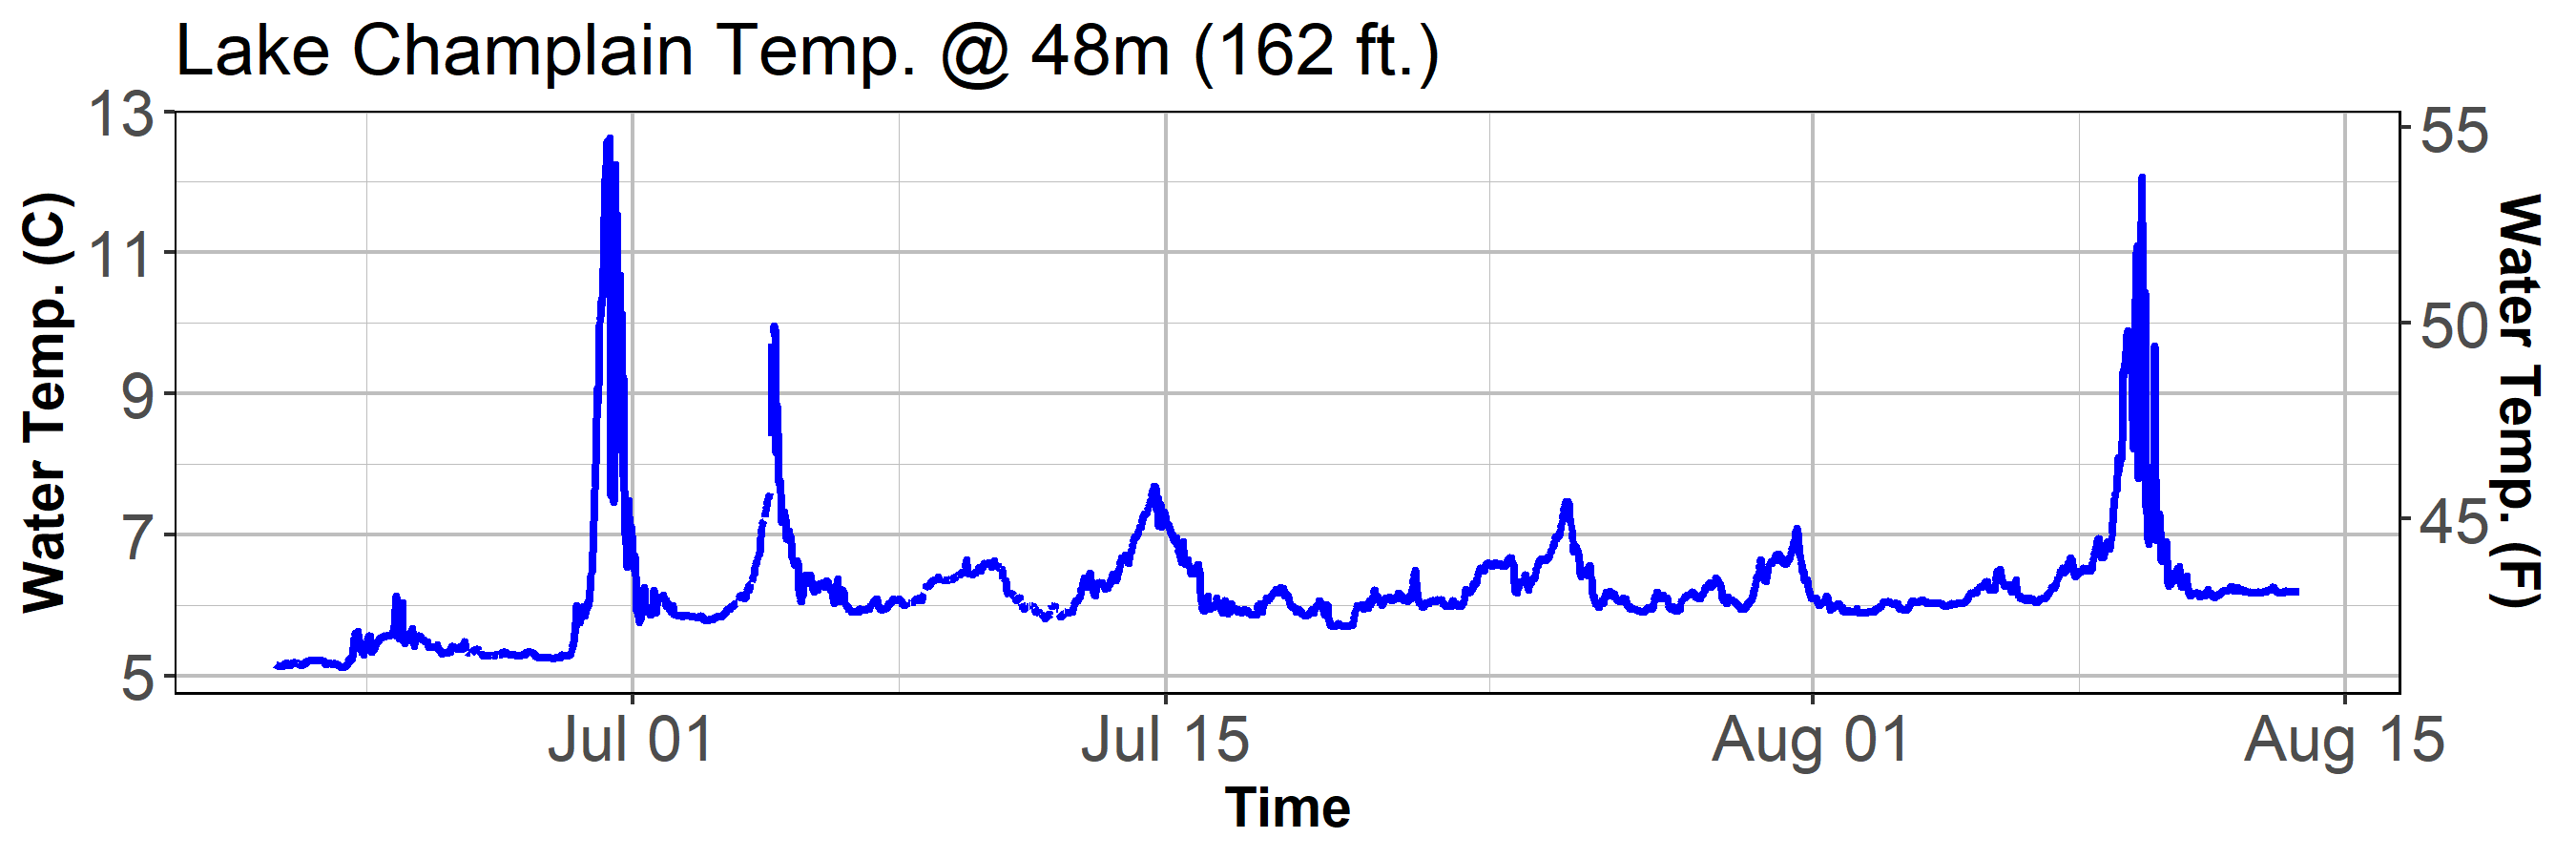 Lake Champlain Temp. @ 48m (162 ft.)
13
11
9
7
5
Water Temp. (C)
55
50
45
Water Temp. (F)
Jul 01
Jul 15
Aug 01
Aug 15
Time